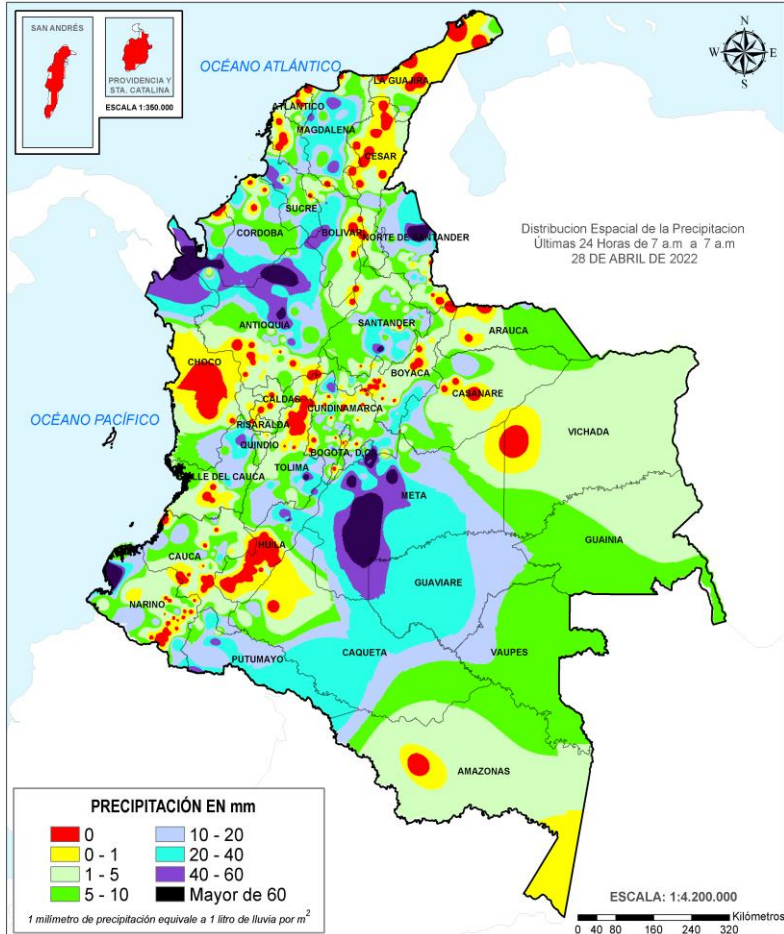 SAN ANDRÉS
PROVIDENCIA Y
STA. CATALINA
ESCALA 1:350.000
OCÉANO ATLÁNTICO
N
W
E
S
LA GUAJIRA
ATLANTICO
MAGDALENA
CESAR
SUCRE
CORDOBA
BOLIVAR
NORTE DE SANTANDER
Distribucion Espacial de la Precipitacion
Últimas 24 Horas de 7 a.m a 7 a.m
28 DE ABRIL DE 2022
ANTIOQUIA
SANTANDER
ARAUCA
CHOCO
BOYACA
CASANARE
CALDAS
CUNDINAMARCA
OCÉANO PACÍFICO
RISARALDA
VICHADA
QUINDIO
BOGOTA, D.C.
TOLIMA
VALLE DEL CAUCA
META
GUAINIA
CAUCA
HUILA
GUAVIARE
NARINO
PUTUMAYO
CAQUETA
VAUPES
AMAZONAS
PRECIPITACIÓN EN mm
0
10 - 20
0 - 1
20 - 40
1 - 5
40 - 60
5 - 10
Mayor de 60
1 milímetro de precipitación equivale a 1 litro de lluvia por m2
ESCALA: 1:4.200.000
Kilómetros
0 40 80 160 240 320